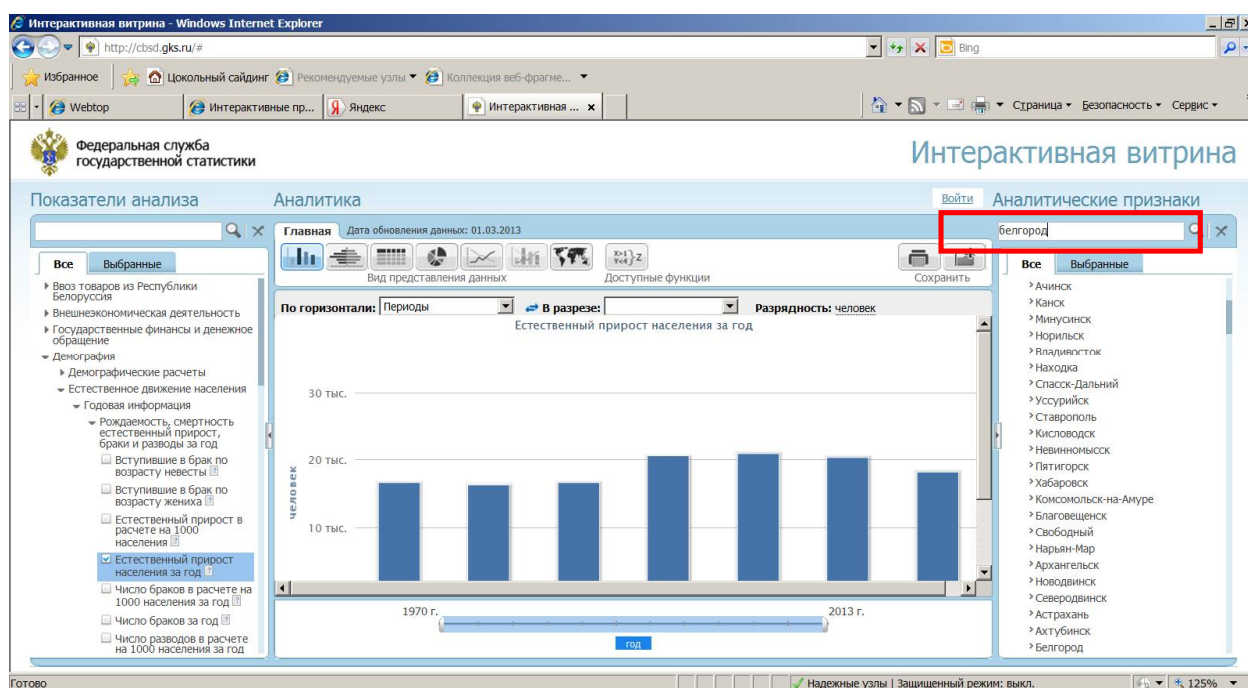 Интерактивная витрина - Windows Internet Explorer
http://cbsd.gks.ru/#
Bing
Избранное
Цокольный сайдинг
Рекомендуемые узлы
Коллекция веб-фрагме...
Webtop
Интерактивные пр...
Яндекс
Интерактивная ...
Страница
Безопасность
Сервис
Федеральная служба
государственной статистики
Интерактивная витрина
Показатели анализа
Аналитика
Войти
Аналитические признаки
Главная
Дата обновления данных: 01.03.2013
белгород
Все
Выбранные
Ввоз товаров из Республики
Белоруссия
Внешнеэкономическая деятельность
Государственные финансы и денежное
обращение
Демография
Демографические расчеты
Естественное движение населения
Годовая информация
Рождаемость, смертность
естественный прирост,
браки и разводы за год
Вступившие в брак по
возрасту невесты
Вступившие в брак по
возрасту жениха
Естественный прирост в
расчете на 1000
населения
Естественный прирост
населения за год
Число браков в расчете на
1000 населения за год
Число браков за год
Число разводов в расчете
на 1000 населения за год
Вид представления данных
X>1
Y<4
}Z
Доступные функции
Сохранить
По горизонтали: Периоды
В разрезе:
Разрядность: человек
Естественный прирост населения за год
30 тыс.
20 тыс.
10 тыс.
человек
1970 г.
2013 г.
год
Все
Выбранные
Ачинск
Канск
Минусинск
Норильск
Владивосток
Находка
Спасск-Дальний
Уссурийск
Ставрополь
Кисловодск
Невинномысск
Пятигорск
Хабаровск
Комсомольск-на-Амуре
Благовещенск
Свободный
Нарьян-Мар
Архангельск
Новодвинск
Северодвинск
Астрахань
Ахтубинск
Белгород
Готово
Надежные узлы | Защищенный режим: выкл.
125%